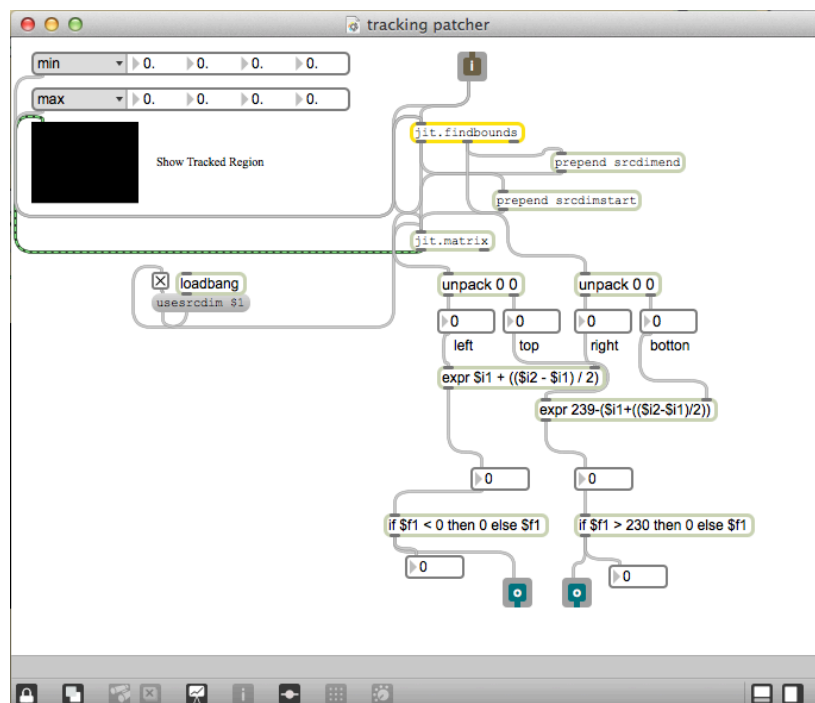 tracking patcher
min 0. 0. 0. 0.
max 0. 0. 0. 0.
jit.findbounds
Show Tracked Region
prepend srcdimend
prepend srcdimstart
jit.matrix
loadbang
usesrcdim $1
unpack 0 0 unpack 0 0
0 0 0 0
left top right botton
expr $i1 + (($i2 - $i1) / 2)
expr 239-($i1+(($i2-$i1)/2))
0 0
if $f1 < 0 then 0 else $f1 if $f1 > 230 then 0 else $f1
0 0